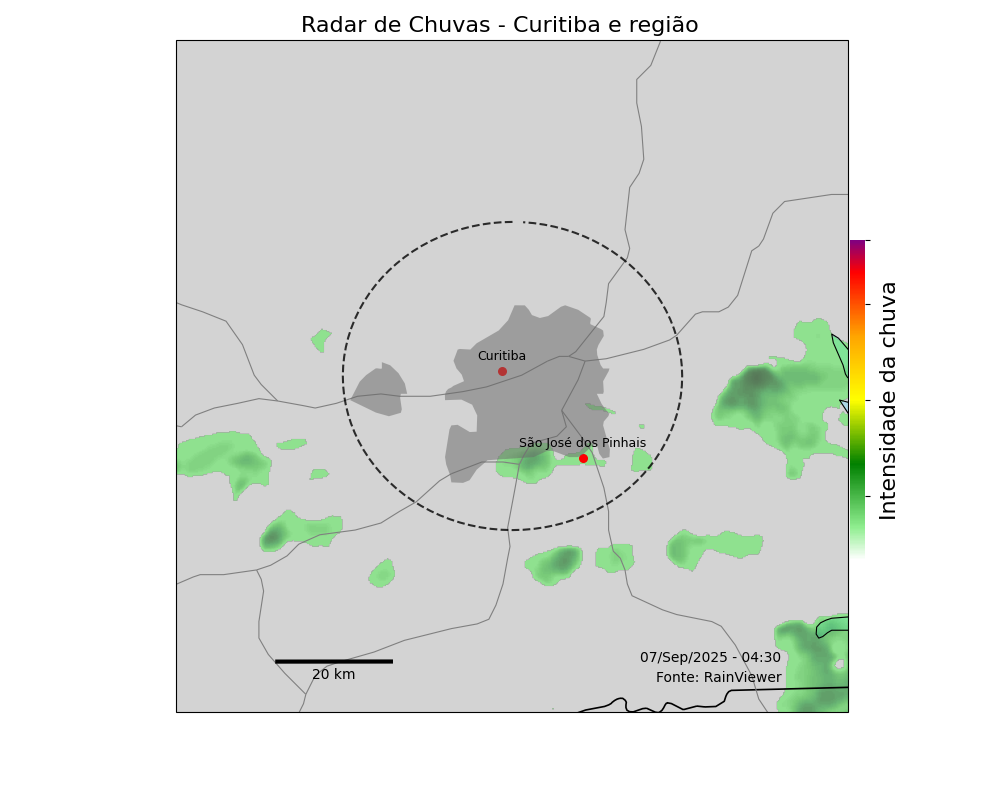 Radar de Chuvas - Curitiba e região
Curitiba
São José dos Pinhais
Intensidade da chuva
07/Sep/2025 - 04:30
Fonte: RainViewer
20 km